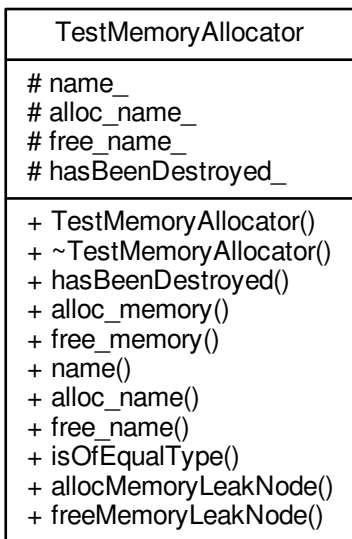 TestMemoryAllocator
# name_
# alloc_name_
# free_name_
# hasBeenDestroyed_
+ TestMemoryAllocator()
+ ~TestMemoryAllocator()
+ hasBeenDestroyed()
+ alloc_memory()
+ free_memory()
+ name()
+ alloc_name()
+ free_name()
+ isOfEqualType()
+ allocMemoryLeakNode()
+ freeMemoryLeakNode()